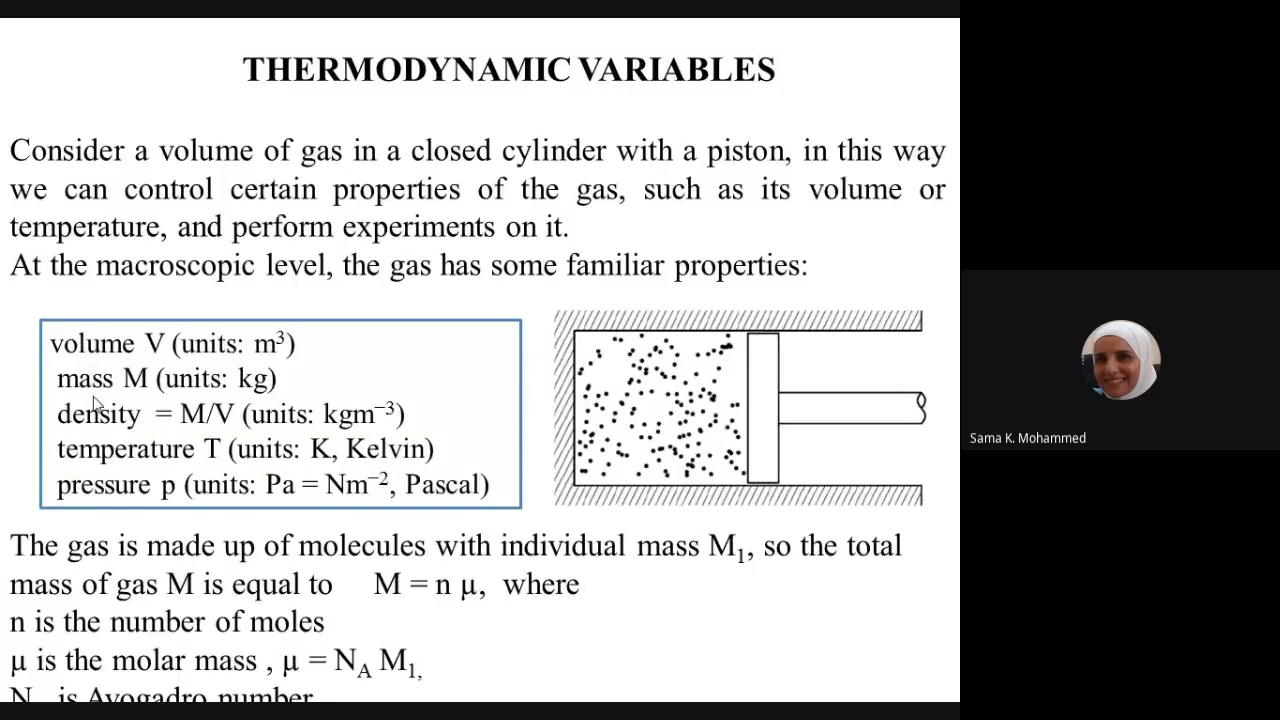 THERMODYNAMIC VARIABLES
Consider a volume of gas in a closed cylinder with a piston, in this way
we can control certain properties of the gas, such as its volume or
temperature, and perform experiments on it.
At the macroscopic level, the gas has some familiar properties:
volume V (units: m³)
mass M (units: kg)
density = M/V (units: kgm⁻³)
temperature T (units: K, Kelvin)
pressure p (units: Pa = Nm⁻², Pascal)
The gas is made up of molecules with individual mass M₁, so the total
mass of gas M is equal to M = n μ, where
n is the number of moles
μ is the molar mass , μ = N_A M₁,
N is Avogadro number
Sama K. Mohammed